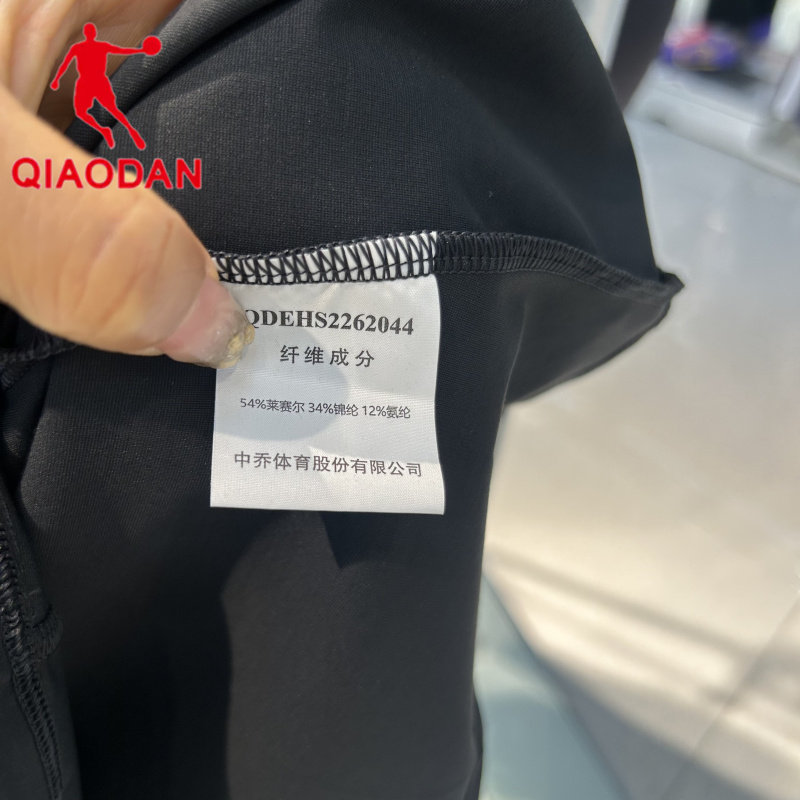 QIAODAN
QDEHS2262044
纤维成分
54%莱赛尔 34%锦纶 12%氨纶
中乔体育股份有限公司